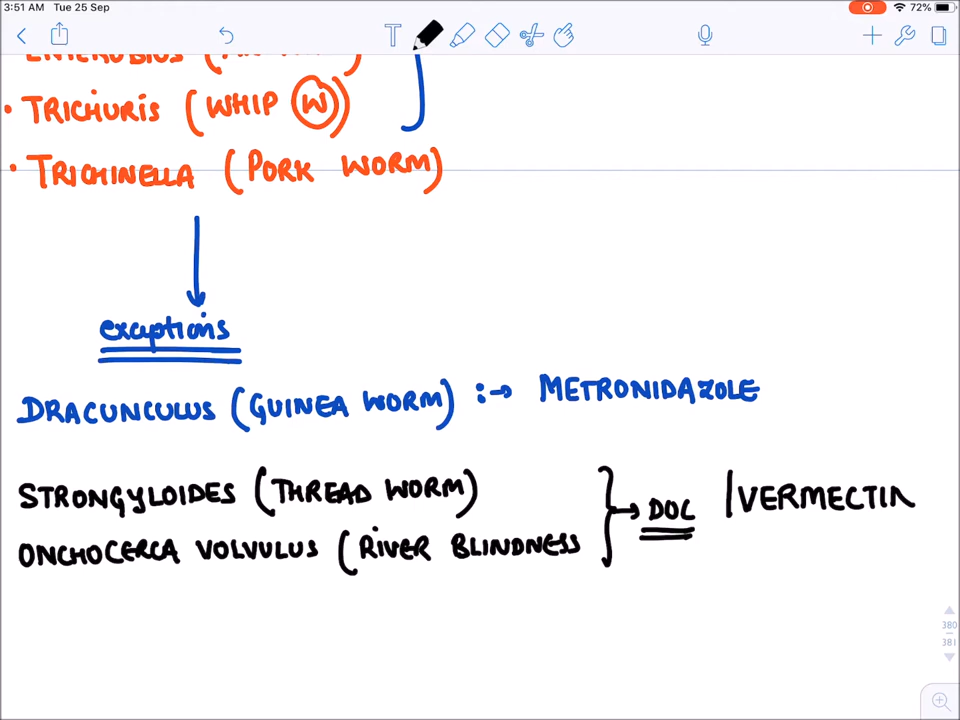 3:51 AM Tue 25 Sep
72%
T
• TRICHURIS (WHIP W)
• TRICHINELLA (PORK WORM)
exceptions
DRACUNCULUS (GUINEA WORM) :→ METRONIDAZOLE
STRONGYLOIDES (THREAD WORM)
ONCHOCERCA VOLVULUS (RIVER BLINDNESS
→ DOC IVERMECTIN
380
381